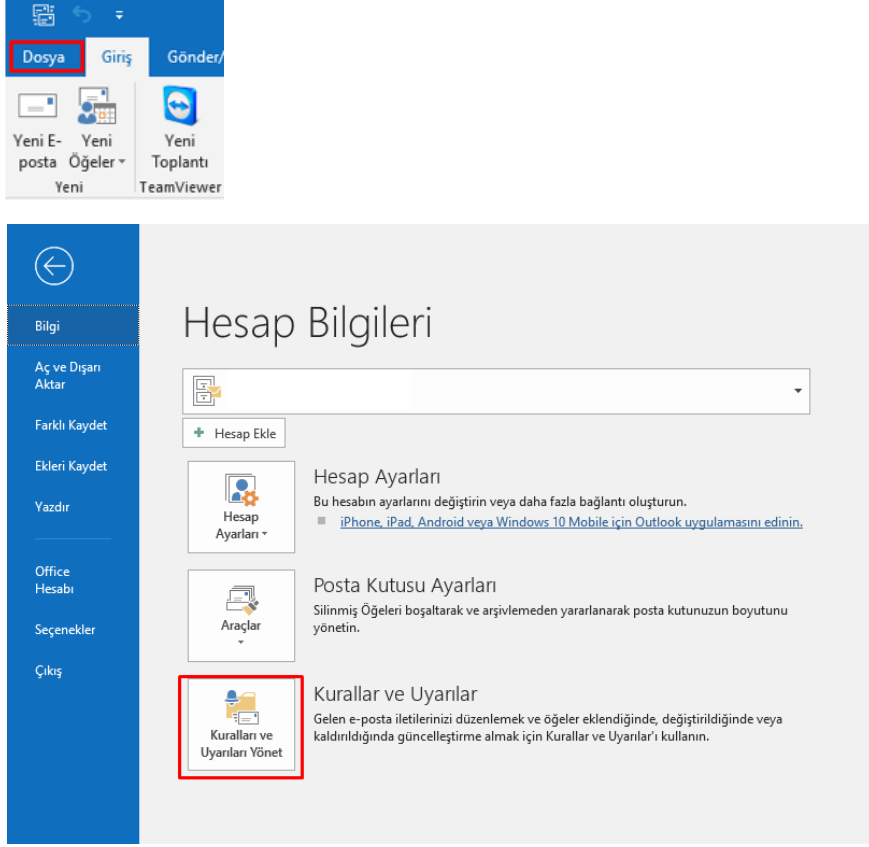 Dosya Giriş Gönder/
Yeni E-posta
Yeni Öğeler
Yeni Toplantı
Yeni TeamViewer
Bilgi
Aç ve Dışarı
Aktar
Farklı Kaydet
Ekleri Kaydet
Yazdır
Office
Hesabı
Seçenekler
Çıkış
Hesap Bilgileri
Hesap Ekle
Hesap
Ayarları
Hesap Ayarları
Bu hesabın ayarlarını değiştirin veya daha fazla bağlantı oluşturun.
iPhone, iPad, Android veya Windows 10 Mobile için Outlook uygulamasını edinin.
Araçlar
Posta Kutusu Ayarları
Silinmiş Öğeleri boşaltarak ve arşivlemeden yararlanarak posta kutunuzun boyutunu
yönetin.
Kuralları ve
Uyarıları Yönet
Kurallar ve Uyarılar
Gelen e-posta iletilerinizi düzenlemek ve öğeler eklendiğinde, değiştirildiğinde veya
kaldırıldığında güncelleştirme almak için Kurallar ve Uyarılar'ı kullanın.